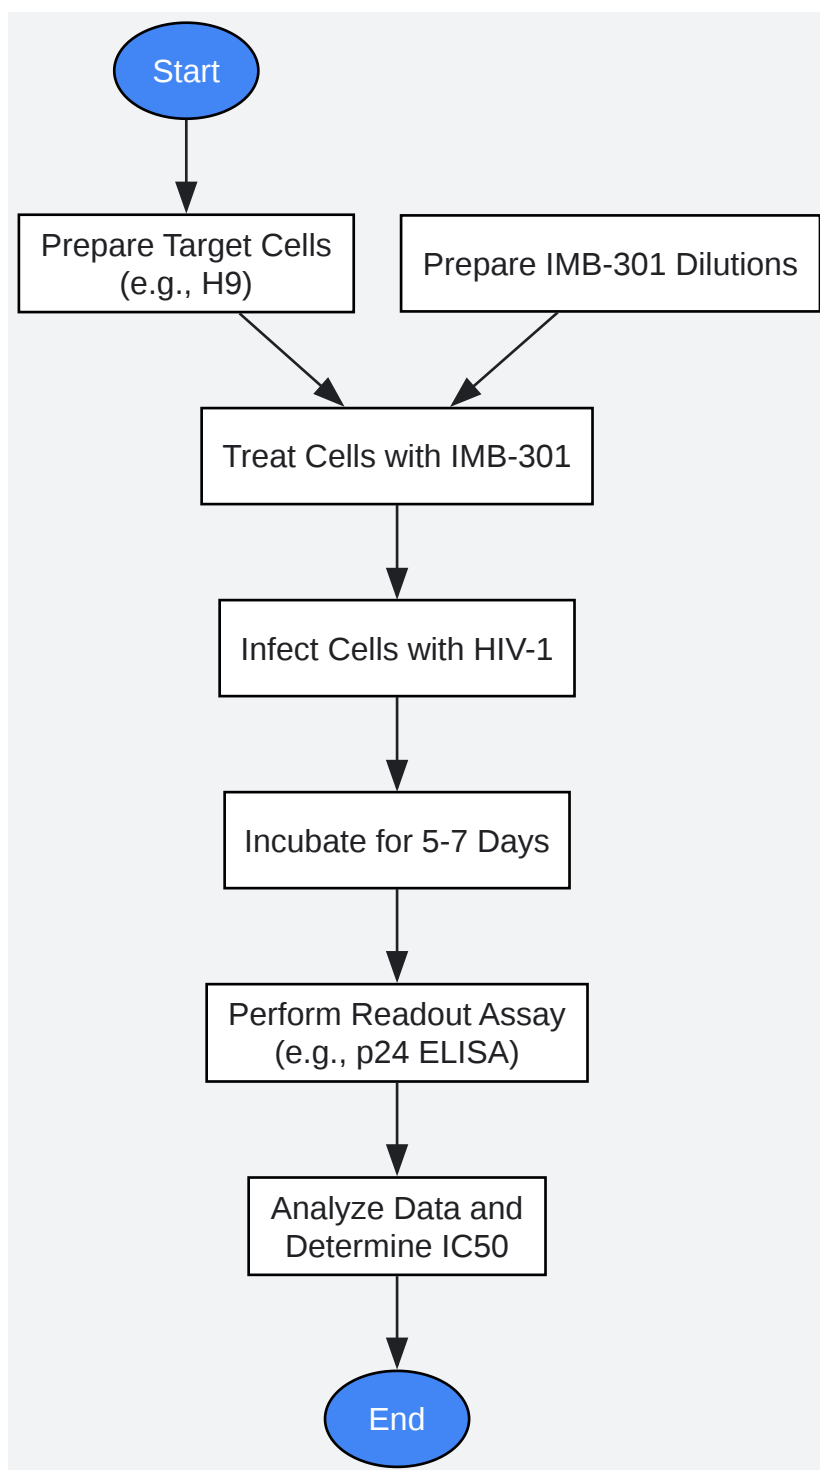 Start
Prepare Target Cells
(e.g., H9)
Prepare IMB-301 Dilutions
Treat Cells with IMB-301
Infect Cells with HIV-1
Incubate for 5-7 Days
Perform Readout Assay
(e.g., p24 ELISA)
Analyze Data and
Determine IC50
End